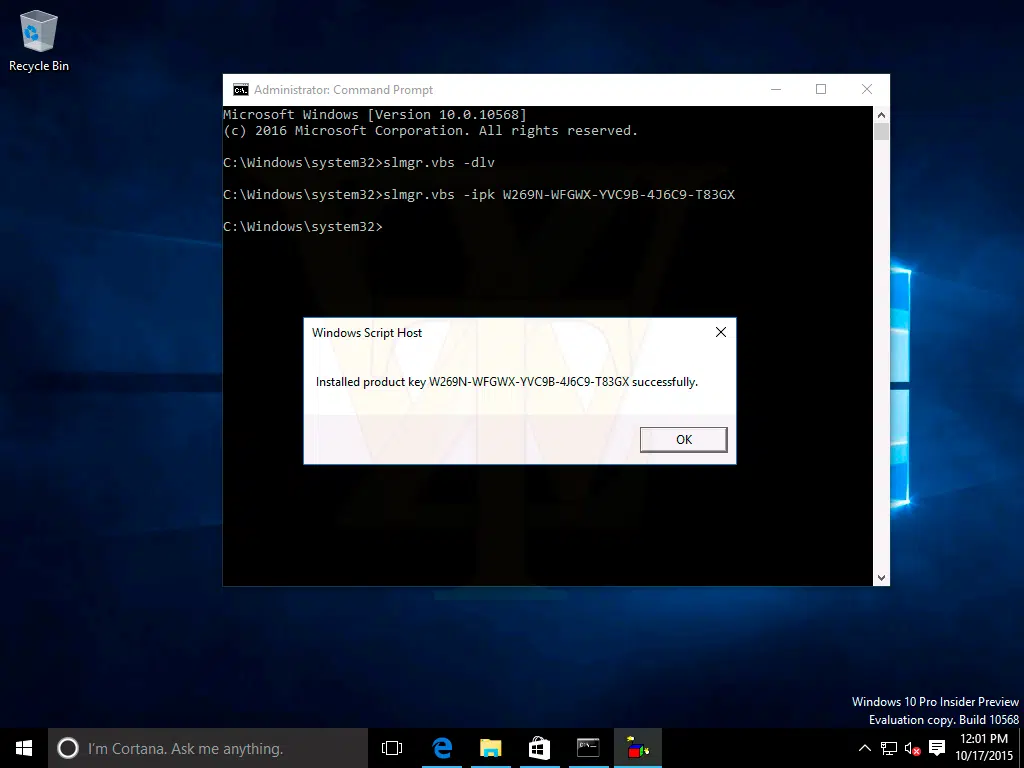 Recycle Bin
Administrator: Command Prompt
Microsoft Windows [Version 10.0.10568]
(c) 2016 Microsoft Corporation. All rights reserved.
C:\Windows\system32>slmgr.vbs -dlv
C:\Windows\system32>slmgr.vbs -ipk W269N-WFGWX-YVC9B-4J6C9-T83GX
C:\Windows\system32>
Windows Script Host
Installed product key W269N-WFGWX-YVC9B-4J6C9-T83GX successfully.
OK
Windows 10 Pro Insider Preview
Evaluation copy. Build 10568
I'm Cortana. Ask me anything.
12:01 PM
10/17/2015